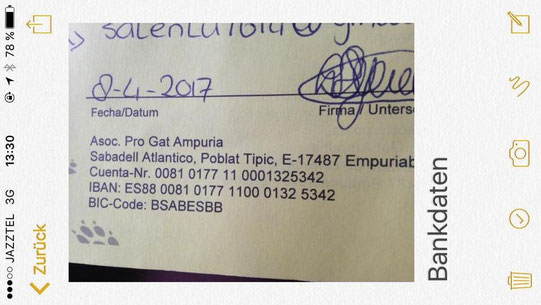 JAZZTEL 3G 13:30 78 %
Zurück
Bankdaten
8-4-2017
Fecha/Datum Firma / Unters
Asoc. Pro Gat Ampuria
Sabadell Atlantico, Poblat Tipic, E-17487 Empuriab
Cuenta-Nr. 0081 0177 11 0001325342
IBAN: ES88 0081 0177 1100 0132 5342
BIC-Code: BSABESBB